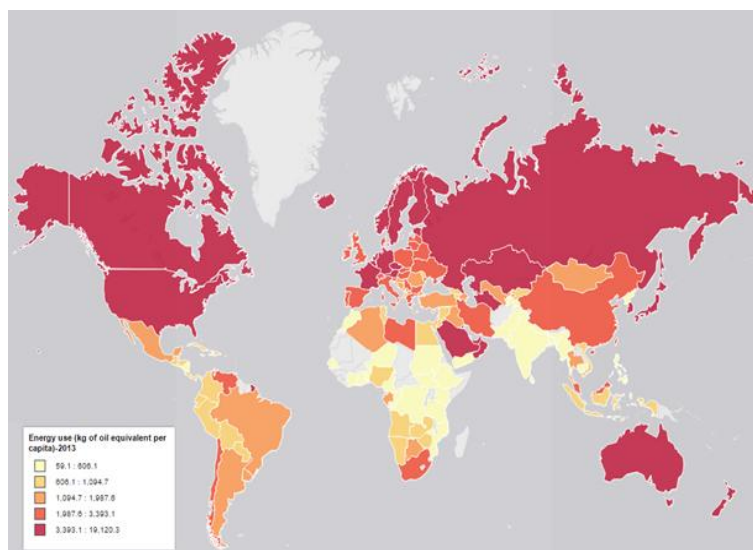 Energy use (kg of oil equivalent per
capita)-2013
59.1 : 606.1
606.1 : 1,094.7
1,094.7 : 1,987.6
1,987.6 : 3,393.1
3,393.1 : 19,120.3